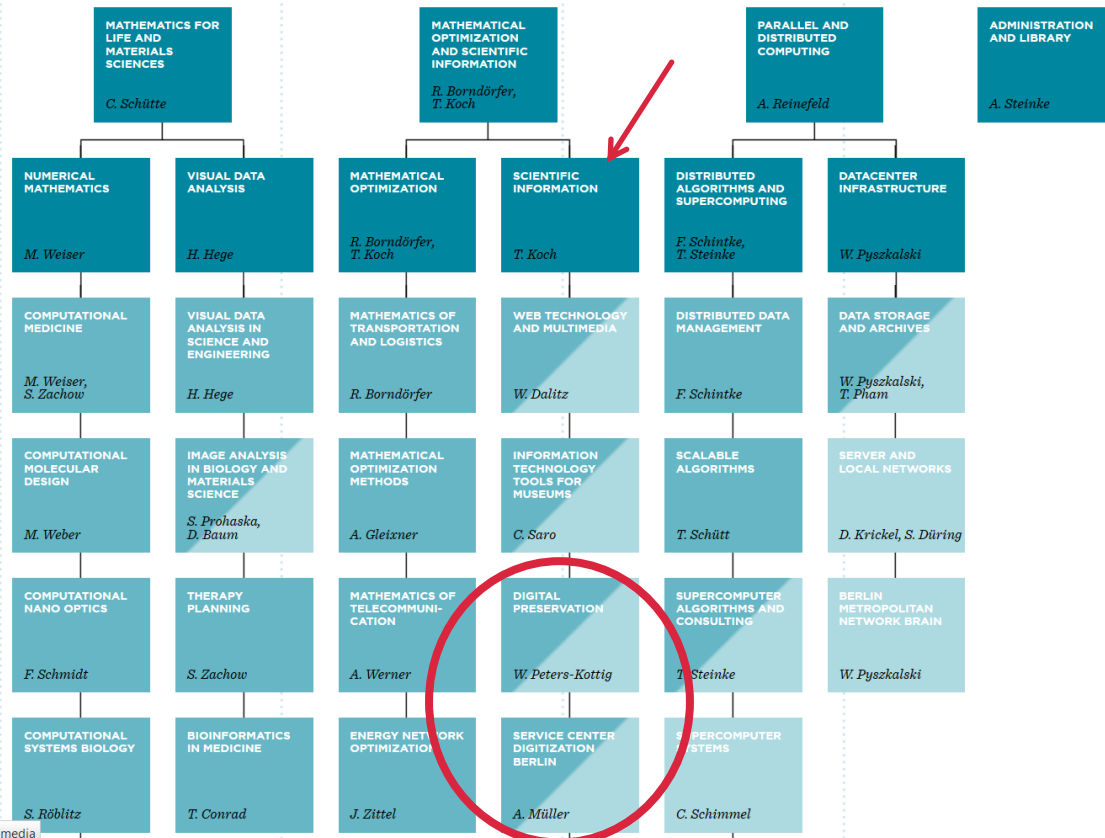 MATHEMATICS FOR
LIFE AND
MATERIALS
SCIENCES
C. Schütte
MATHEMATICAL
OPTIMIZATION
AND SCIENTIFIC
INFORMATION
R. Borndörfer,
T. Koch
PARALLEL AND
DISTRIBUTED
COMPUTING
A. Reinefeld
ADMINISTRATION
AND LIBRARY
A. Steinke
NUMERICAL
MATHEMATICS
M. Weiser
VISUAL DATA
ANALYSIS
H. Hege
MATHEMATICAL
OPTIMIZATION
R. Borndörfer,
T. Koch
SCIENTIFIC
INFORMATION
T. Koch
DISTRIBUTED
ALGORITHMS AND
SUPERCOMPUTING
F. Schintke,
T. Steinke
DATACENTER
INFRASTRUCTURE
W. Pyszkalski
COMPUTATIONAL
MEDICINE
M. Weiser,
S. Zachow
VISUAL DATA
ANALYSIS IN
SCIENCE AND
ENGINEERING
H. Hege
MATHEMATICS OF
TRANSPORTATION
AND LOGISTICS
R. Borndörfer
WEB TECHNOLOGY
AND MULTIMEDIA
W. Dalitz
DISTRIBUTED DATA
MANAGEMENT
F. Schintke
DATA STORAGE
AND ARCHIVES
W. Pyszkalski,
T. Pham
COMPUTATIONAL
MOLECULAR
DESIGN
M. Weber
IMAGE ANALYSIS
IN BIOLOGY AND
MATERIALS
SCIENCE
S. Prohaska,
D. Baum
MATHEMATICAL
OPTIMIZATION
METHODS
A. Gleixner
INFORMATION
TECHNOLOGY
TOOLS FOR
MUSEUMS
C. Saro
SCALABLE
ALGORITHMS
T. Schütt
SERVER AND
LOCAL NETWORKS
D. Krickel, S. Düring
COMPUTATIONAL
NANO OPTICS
F. Schmidt
THERAPY
PLANNING
S. Zachow
MATHEMATICS OF
TELECOMMUNI-
CATION
A. Werner
DIGITAL
PRESERVATION
W. Peters-Kottig
SUPERCOMPUTER
ALGORITHMS AND
CONSULTING
T. Steinke
BERLIN
METROPOLITAN
NETWORK BRAIN
W. Pyszkalski
COMPUTATIONAL
SYSTEMS BIOLOGY
S. Röblitz
BIOINFORMATICS
IN MEDICINE
T. Conrad
ENERGY NETWORK
OPTIMIZATION
J. Zittel
SERVICE CENTER
DIGITIZATION
BERLIN
A. Müller
SUPERCOMPUTER
SYSTEMS
C. Schimmel
media